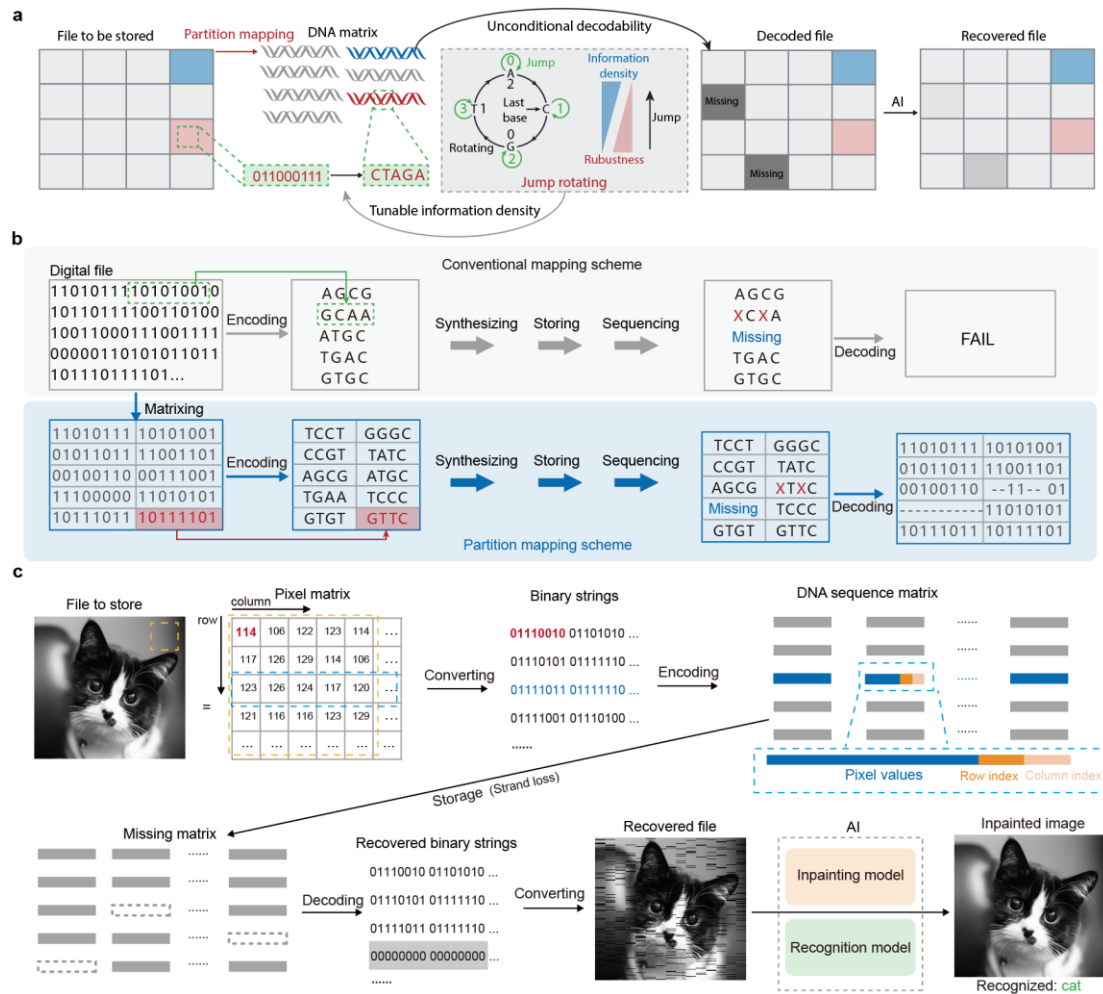 a
File to be stored
Partition mapping
DNA matrix
Unconditional decodability
Decoded file
Recovered file
0
Jump
A
2
3
T 1
Last
base
C
1
0
G
2
Rotating
Information
density
Jump
Rubustness
Jump rotating
Missing
Missing
AI
011000111
CTAGA
Tunable information density
b
Digital file
Conventional mapping scheme
11010111101010010
10110111100110100
10011000111001111
00000110101011011
101110111101...
Encoding
AGCG
GCAA
ATGC
TGAC
GTGC
Synthesizing
Storing
Sequencing
AGCG
XCXA
Missing
TGAC
GTGC
Decoding
FAIL
Matrixing
11010111 10101001
01011011 11001101
00100110 00111001
11100000 11010101
10111011 10111101
Encoding
TCCT GGGC
CCGT TATC
AGCG ATGC
TGAA TCCC
GTGT GTTC
Synthesizing
Storing
Sequencing
TCCT GGGC
CCGT TATC
AGCG XTXC
Missing TCCC
GTGT GTTC
Decoding
11010111 10101001
01011011 11001101
00100110 --11-- 01
---------- 11010101
10111011 10111101
Partition mapping scheme
c
File to store
column
Pixel matrix
row
=
114 106 122 123 114 ...
117 126 129 114 106 ...
123 126 124 117 120 ...
121 116 116 123 129 ...
... ... ... ... ...
Converting
Binary strings
01110010 01101010 ...
01110101 01111110 ...
01111011 01111110 ...
01111001 01110100 ...
......
Encoding
DNA sequence matrix
......
......
......
......
......
Pixel values
Row index
Column index
Storage (Strand loss)
Missing matrix
......
......
......
......
......
Decoding
Recovered binary strings
01110010 01101010 ...
01110101 01111110 ...
01111011 01111110 ...
00000000 00000000 ...
......
Converting
Recovered file
AI
Inpainting model
Recognition model
Inpainted image
Recognized: cat